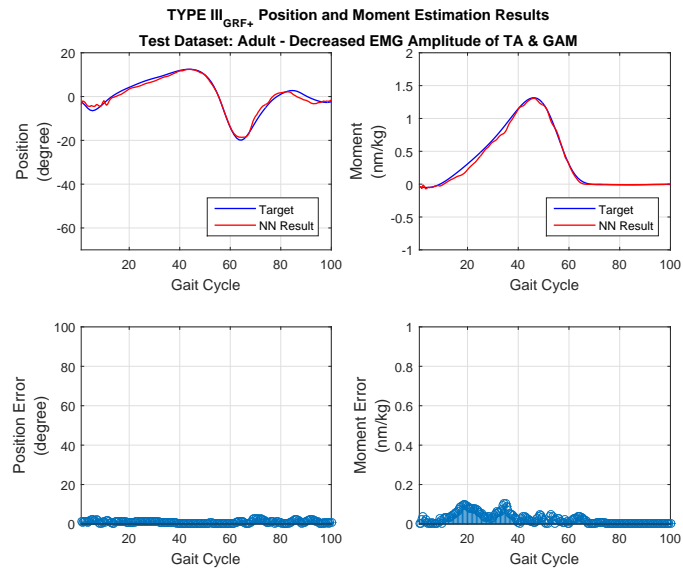 TYPE III GRF+ Position and Moment Estimation Results
Test Dataset: Adult - Decreased EMG Amplitude of TA & GAM
20
0
-20
-40
-60
Position
(degree)
Target
NN Result
20 40 60 80 100
Gait Cycle
2
1.5
1
0.5
0
-0.5
-1
Moment
(nm/kg)
Target
NN Result
20 40 60 80 100
Gait Cycle
100
80
60
40
20
0
Position Error
(degree)
20 40 60 80 100
Gait Cycle
1
0.8
0.6
0.4
0.2
0
Moment Error
(nm/kg)
20 40 60 80 100
Gait Cycle